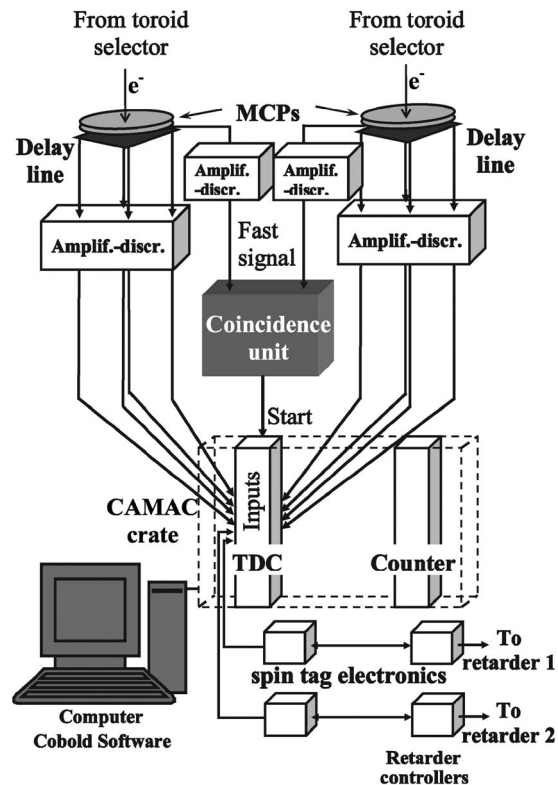 From toroid
selector
From toroid
selector
e-
e-
MCPs
Delay
line
Delay
line
Amplif.
-discr.
Amplif.
-discr.
Amplif.-discr.
Amplif.-discr.
Fast
signal
Coincidence
unit
Start
Inputs
CAMAC
crate
TDC
Counter
To
retarder 1
spin tag electronics
To
retarder 2
Computer
Cobold Software
Retarder
controllers